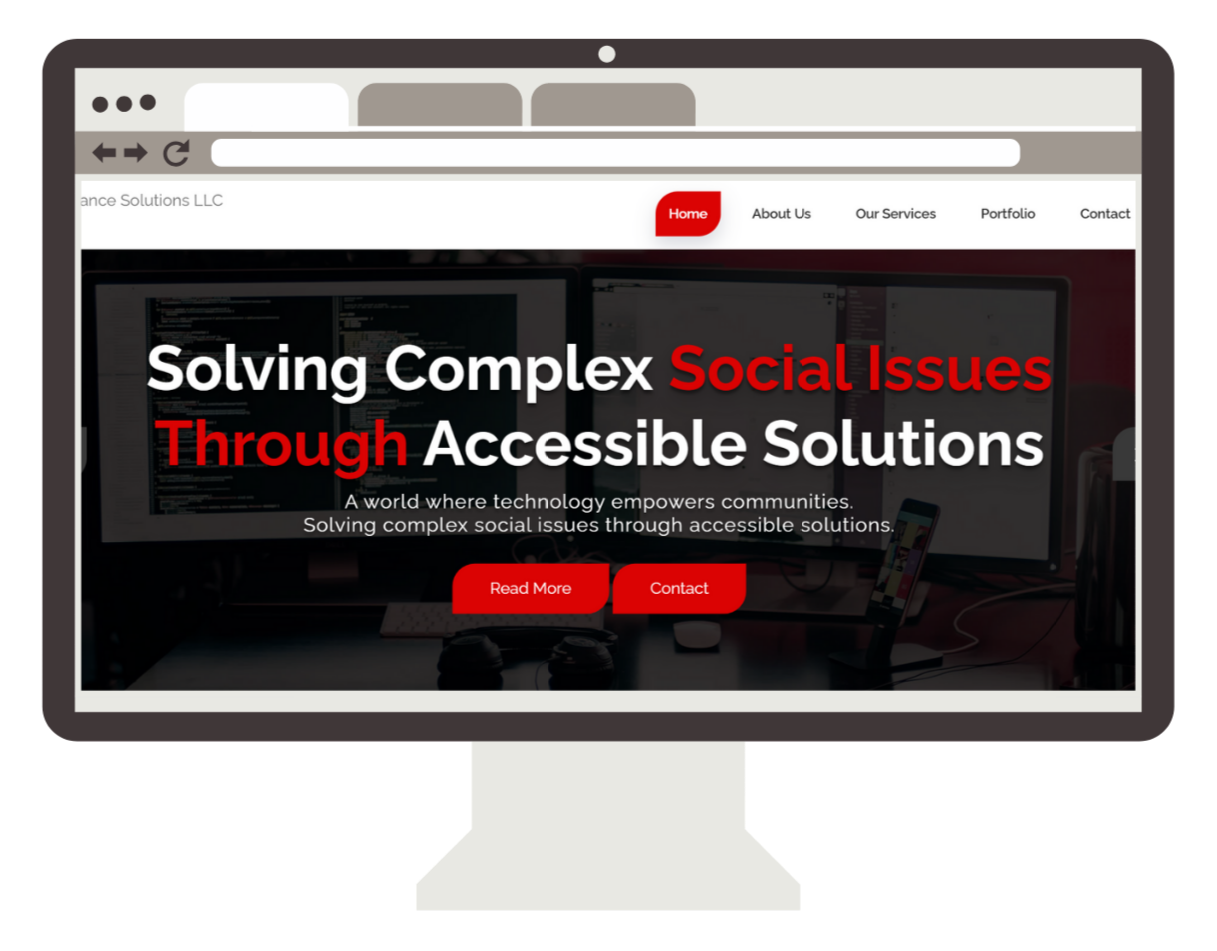 Solutions LLC
Home About Us Our Services Portfolio Contact
Solving Complex Social Issues
Through Accessible Solutions
A world where technology empowers communities.
Solving complex social issues through accessible solutions.
Read More Contact